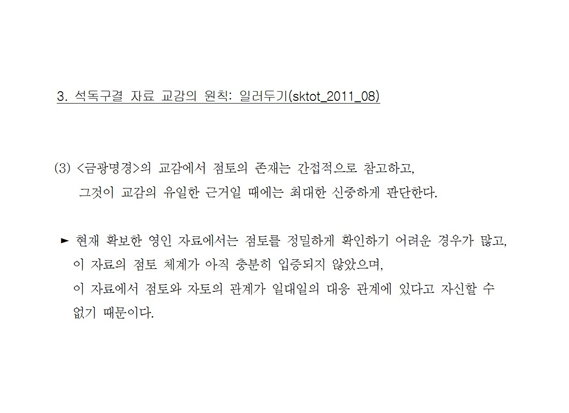 3. 석독구결 자료 교감의 원칙: 일러두기(sktot_2011_08)
(3) <금광명경>의 교감에서 점토의 존재는 간접적으로 참고하고,
그것이 교감의 유일한 근거일 때에는 최대한 신중하게 판단한다.
► 현재 확보한 영인 자료에서는 점토를 정밀하게 확인하기 어려운 경우가 많고,
이 자료의 점토 체계가 아직 충분히 입증되지 않았으며,
이 자료에서 점토와 자토의 관계가 일대일의 대응 관계에 있다고 자신할 수
없기 때문이다.